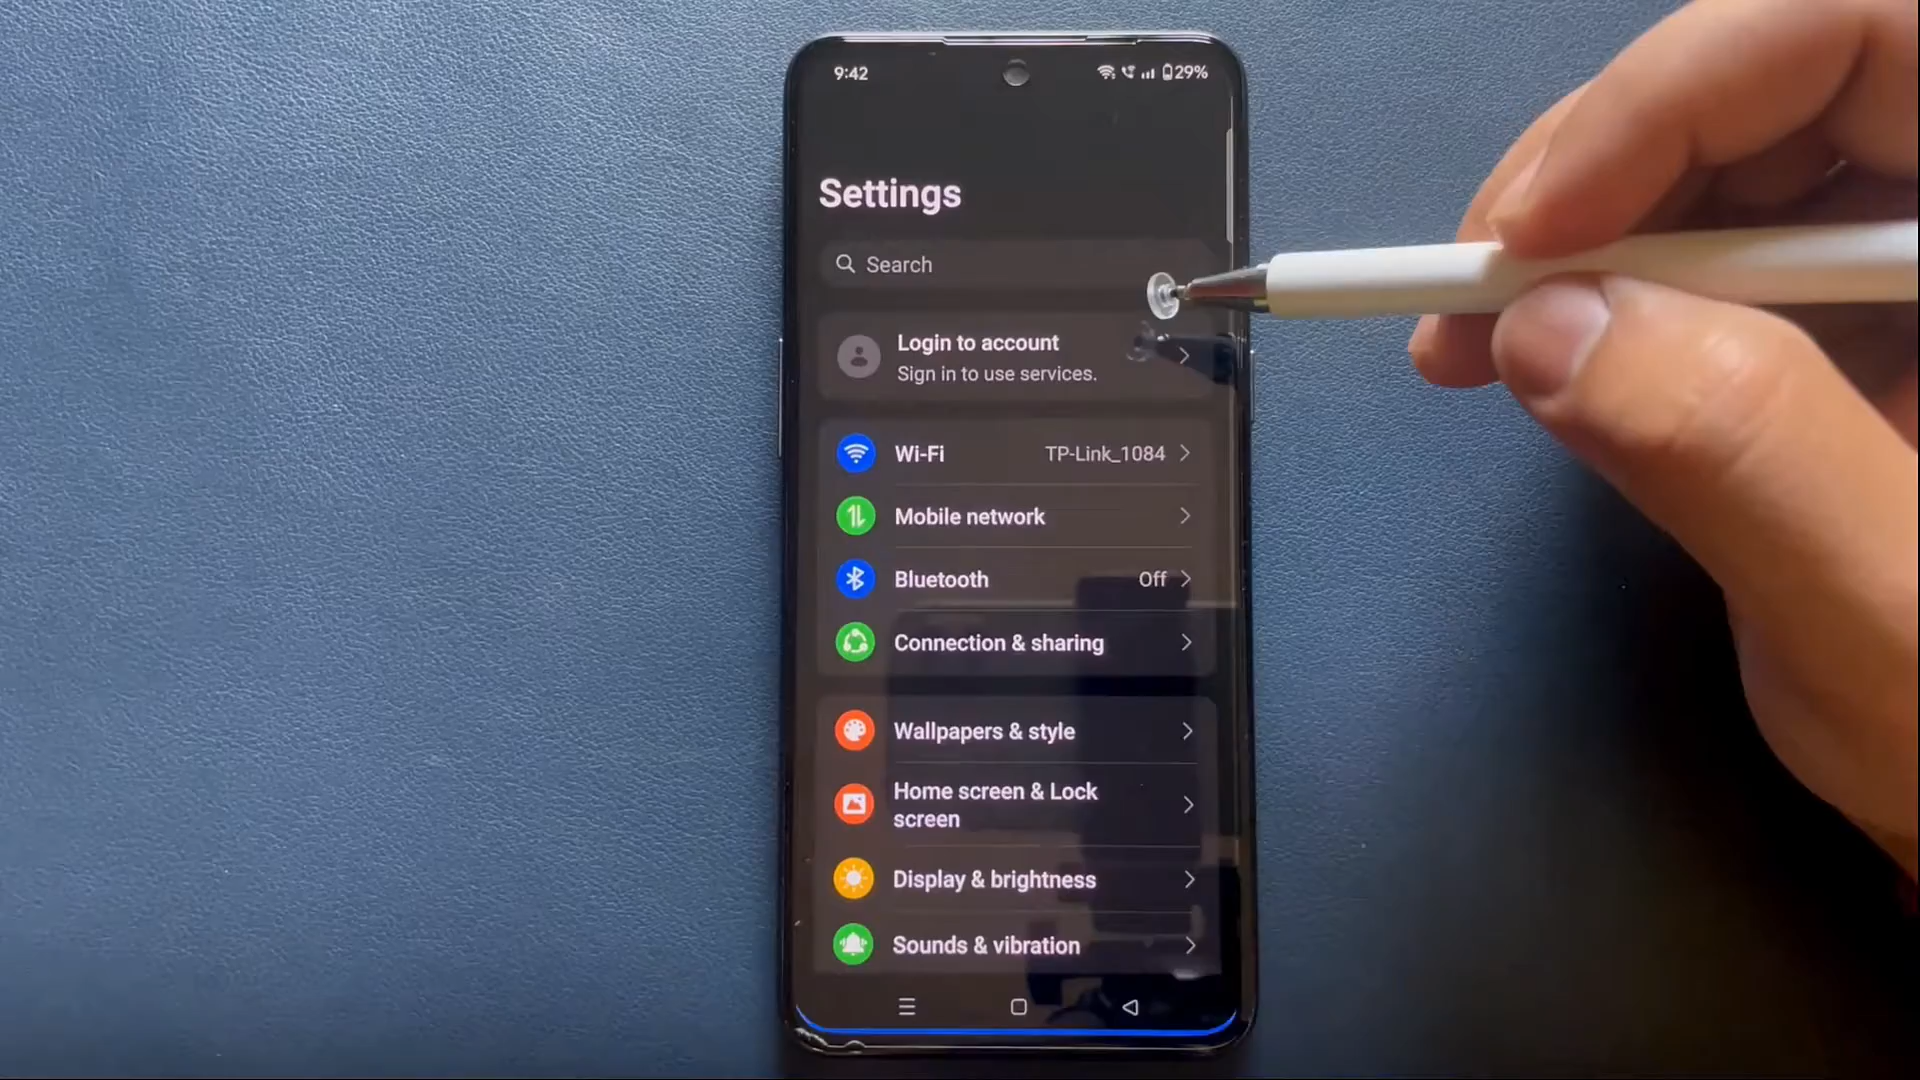 9:42 29%
Settings
Search
Login to account
Sign in to use services.
Wi-Fi TP-Link_1084
Mobile network
Bluetooth Off
Connection & sharing
Wallpapers & style
Home screen & Lock
screen
Display & brightness
Sounds & vibration